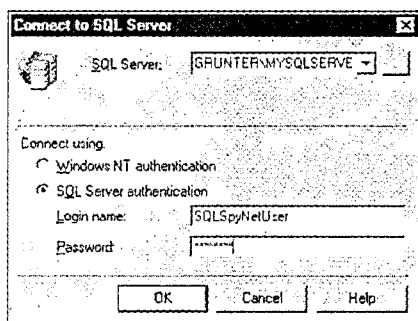 Connect to SQL Server
SQL Server: GRUNTER\MYSQLSERVE
Connect using:
Windows NT authentication
SQL Server authentication
Login name: SQLSpyNetUser
Password: ********
OK Cancel Help